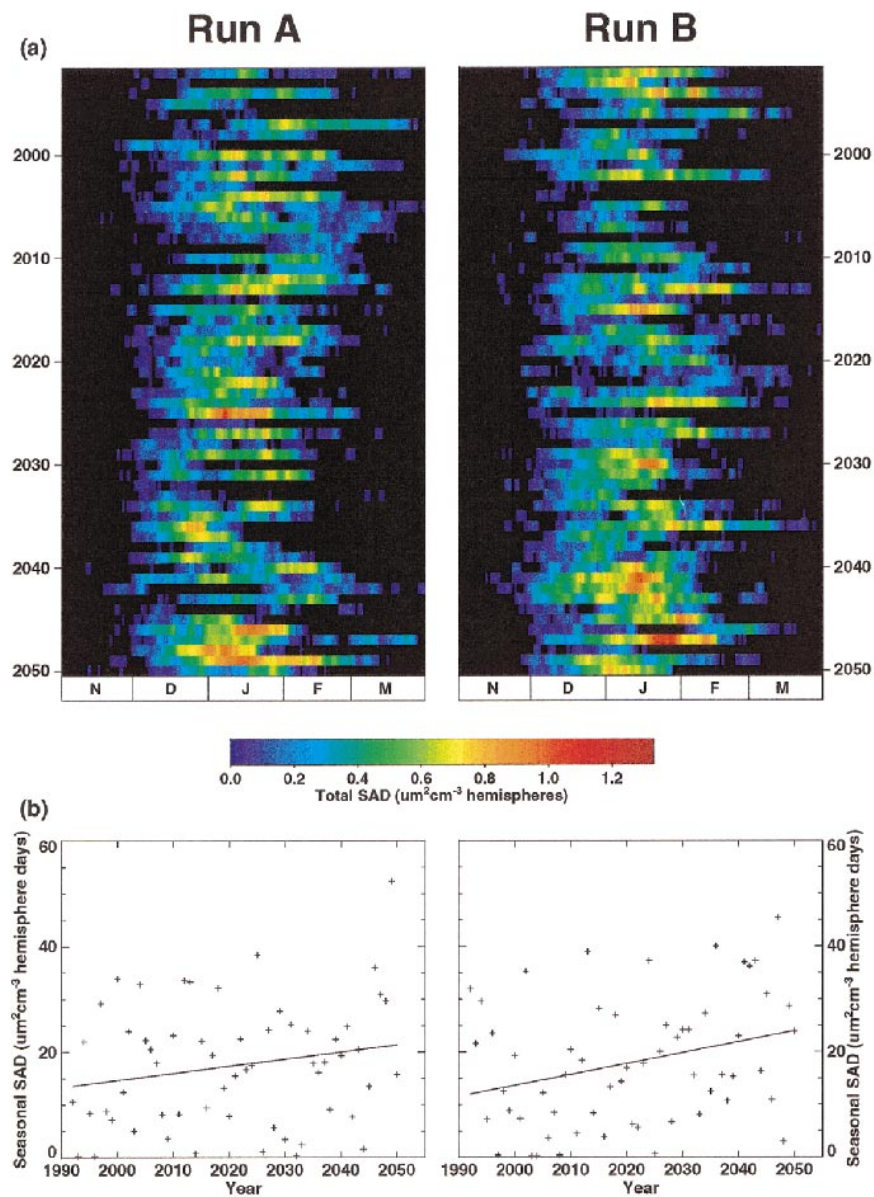 Run A Run B
(a)
2000 2000
2010 2010
2020 2020
2030 2030
2040 2040
2050 2050
N D J F M N D J F M
0.0 0.2 0.4 0.6 0.8 1.0 1.2
Total SAD (um²cm⁻³ hemispheres)
(b)
Seasonal SAD (um²cm⁻³ hemisphere days)
60
40
20
0
1990 2000 2010 2020 2030 2040 2050
Year
1990 2000 2010 2020 2030 2040 2050
Year
60
40
20
0
Seasonal SAD (um²cm⁻³ hemisphere days)